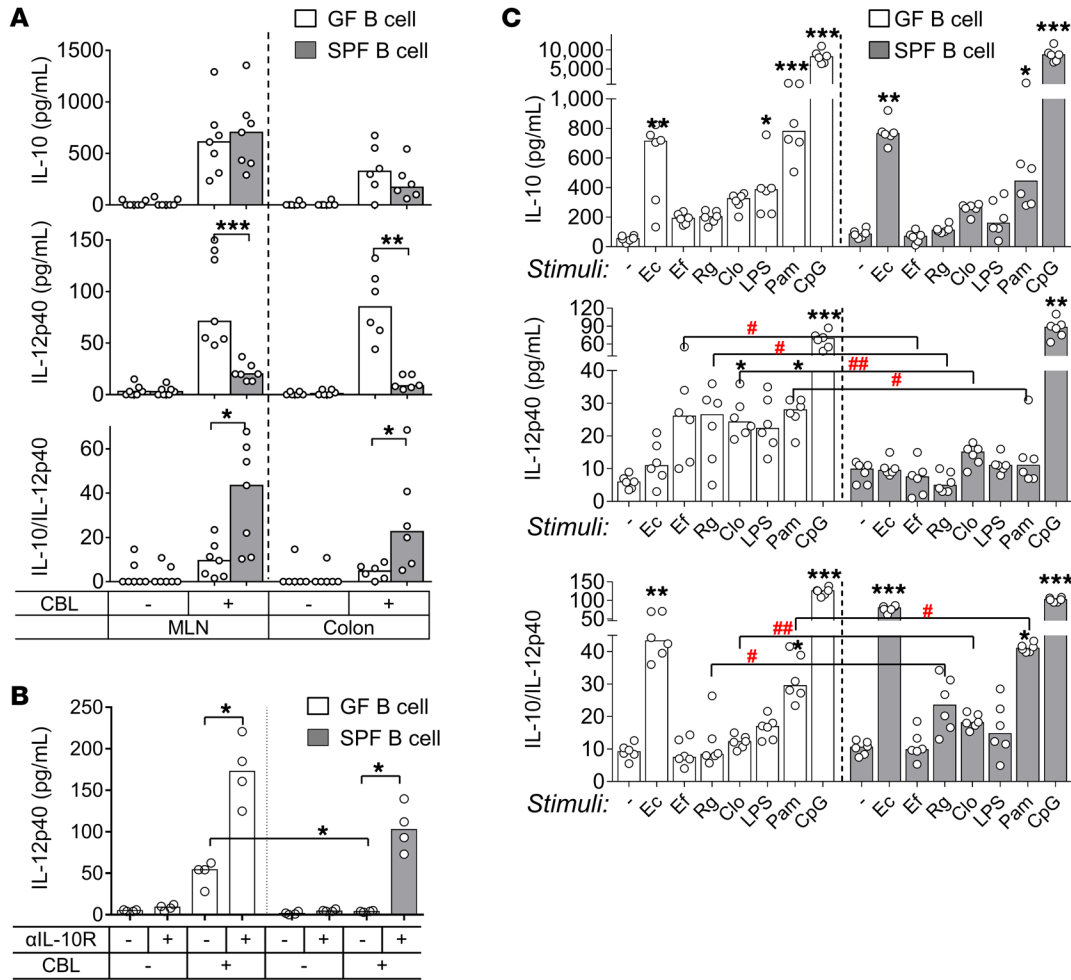 A
GF B cell
SPF B cell
IL-10 (pg/mL)
1500
1000
500
0
IL-12p40 (pg/mL)
150
100
50
0
*** **
IL-10/IL-12p40
60
40
20
0
* *
CBL - + - +
MLN Colon
B
GF B cell
SPF B cell
IL-12p40 (pg/mL)
250
200
150
100
50
0
* * *
αIL-10R - + - + - + - +
CBL - + - +
C
GF B cell
SPF B cell
IL-10 (pg/mL)
10,000
5,000
1,000
800
600
400
200
0
** * *** *** ** * ***
Stimuli: - Ec Ef Rg Clo LPS Pam CpG - Ec Ef Rg Clo LPS Pam CpG
IL-12p40 (pg/mL)
120
90
60
40
30
20
10
0
# # ## #
* * *** **
Stimuli: - Ec Ef Rg Clo LPS Pam CpG - Ec Ef Rg Clo LPS Pam CpG
IL-10/IL-12p40
150
100
50
50
40
30
20
10
0
** * *** *** * ***
# ## #
Stimuli: - Ec Ef Rg Clo LPS Pam CpG - Ec Ef Rg Clo LPS Pam CpG